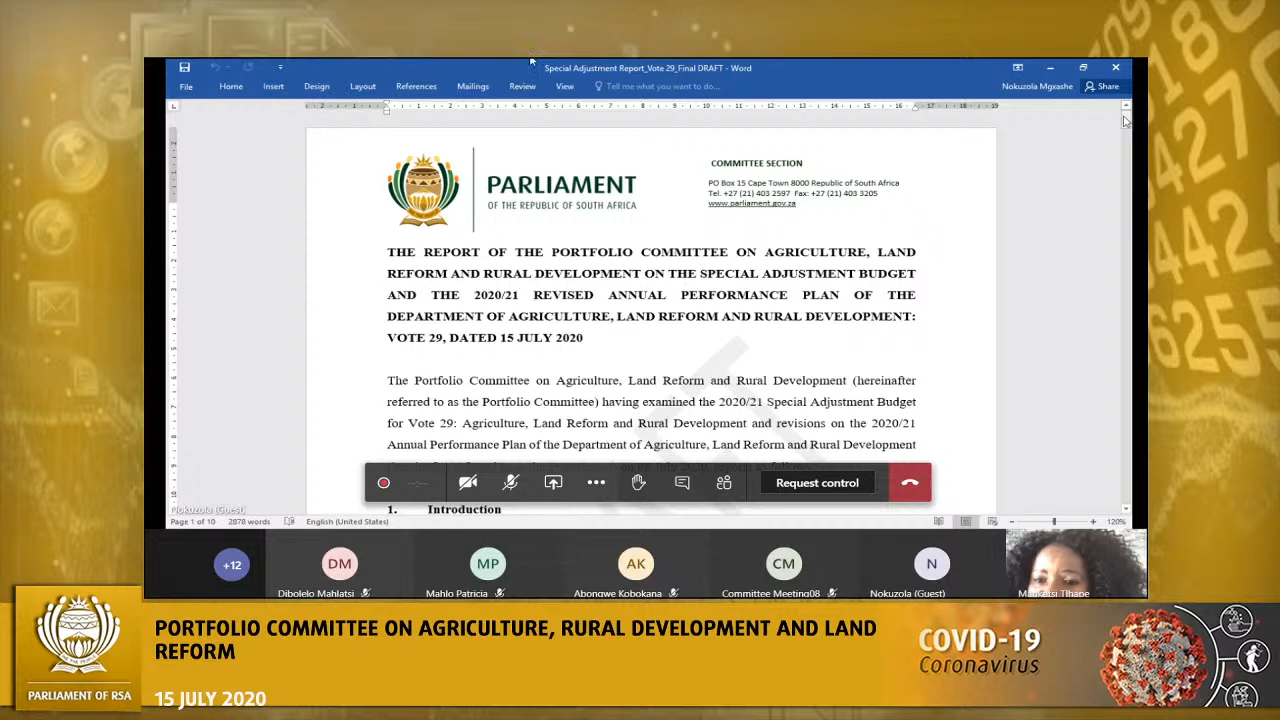 Special Adjustment Report_Vote 29_Final DRAFT - Word
File Home Insert Design Layout References Mailings Review View Tell me what you want to do... Nokuzola Mgxashe Share
COMMITTEE SECTION
PARLIAMENT
OF THE REPUBLIC OF SOUTH AFRICA
PO Box 15 Cape Town 8000 Republic of South Africa
Tel. +27 (21) 403 2597 Fax: +27 (21) 403 3205
www.parliament.gov.za
THE REPORT OF THE PORTFOLIO COMMITTEE ON AGRICULTURE, LAND
REFORM AND RURAL DEVELOPMENT ON THE SPECIAL ADJUSTMENT BUDGET
AND THE 2020/21 REVISED ANNUAL PERFORMANCE PLAN OF THE
DEPARTMENT OF AGRICULTURE, LAND REFORM AND RURAL DEVELOPMENT:
VOTE 29, DATED 15 JULY 2020
The Portfolio Committee on Agriculture, Land Reform and Rural Development (hereinafter
referred to as the Portfolio Committee) having examined the 2020/21 Special Adjustment Budget
for Vote 29: Agriculture, Land Reform and Rural Development and revisions on the 2020/21
Annual Performance Plan of the Department of Agriculture, Land Reform and Rural Development
Request control
1. Introduction
Nokuzola (Guest)
Page 1 of 10 2878 words English (United States) 120%
+12 DM MP AK CM N
Dibolelo Mahlatsi Mahlo Patricia Abongwe Kobokana Committee Meeting08 Nokuzola (Guest) Manketsi Tlhape
PORTFOLIO COMMITTEE ON AGRICULTURE, RURAL DEVELOPMENT AND LAND
REFORM
COVID-19
Coronavirus
PARLIAMENT OF RSA
15 JULY 2020